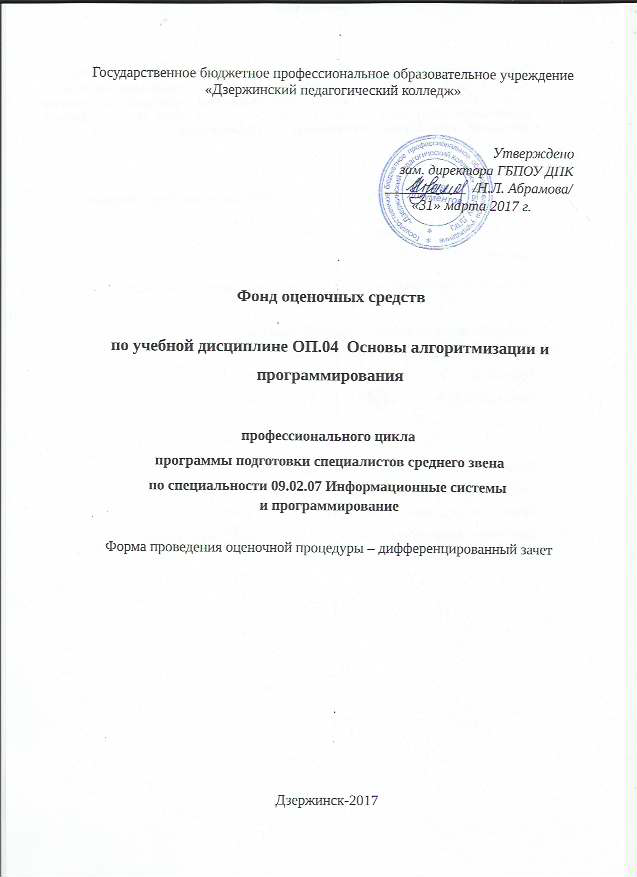 Государственное бюджетное профессиональное образовательное учреждение
«Дзержинский педагогический колледж»
Утверждено
зам. директора ГБПОУ ДПК
/Н.Л. Абрамова/
«31» марта 2017 г.
Фонд оценочных средств
по учебной дисциплине ОП.04 Основы алгоритмизации и
программирования
профессионального цикла
программы подготовки специалистов среднего звена
по специальности 09.02.07 Информационные системы
и программирование
Форма проведения оценочной процедуры – дифференцированный зачет
Дзержинск-2017